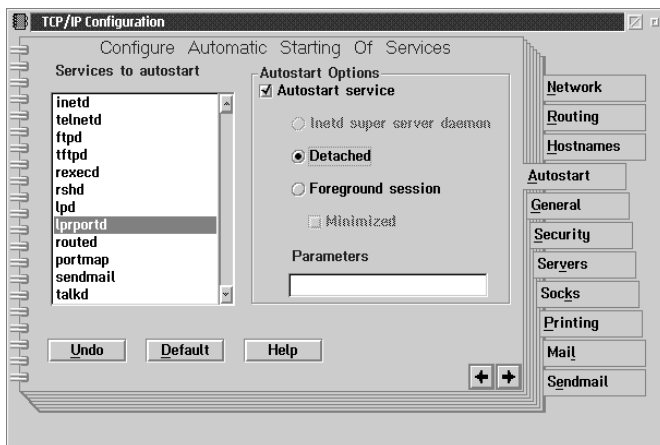 TCP/IP Configuration
Configure Automatic Starting Of Services
Services to autostart
inetd
telnetd
ftpd
tftpd
rexecd
rshd
lpd
lprportd
routed
portmap
sendmail
talkd
Autostart Options
Autostart service
Inetd super server daemon
Detached
Foreground session
Minimized
Parameters
Undo
Default
Help
Network
Routing
Hostnames
Autostart
General
Security
Servers
Socks
Printing
Mail
Sendmail